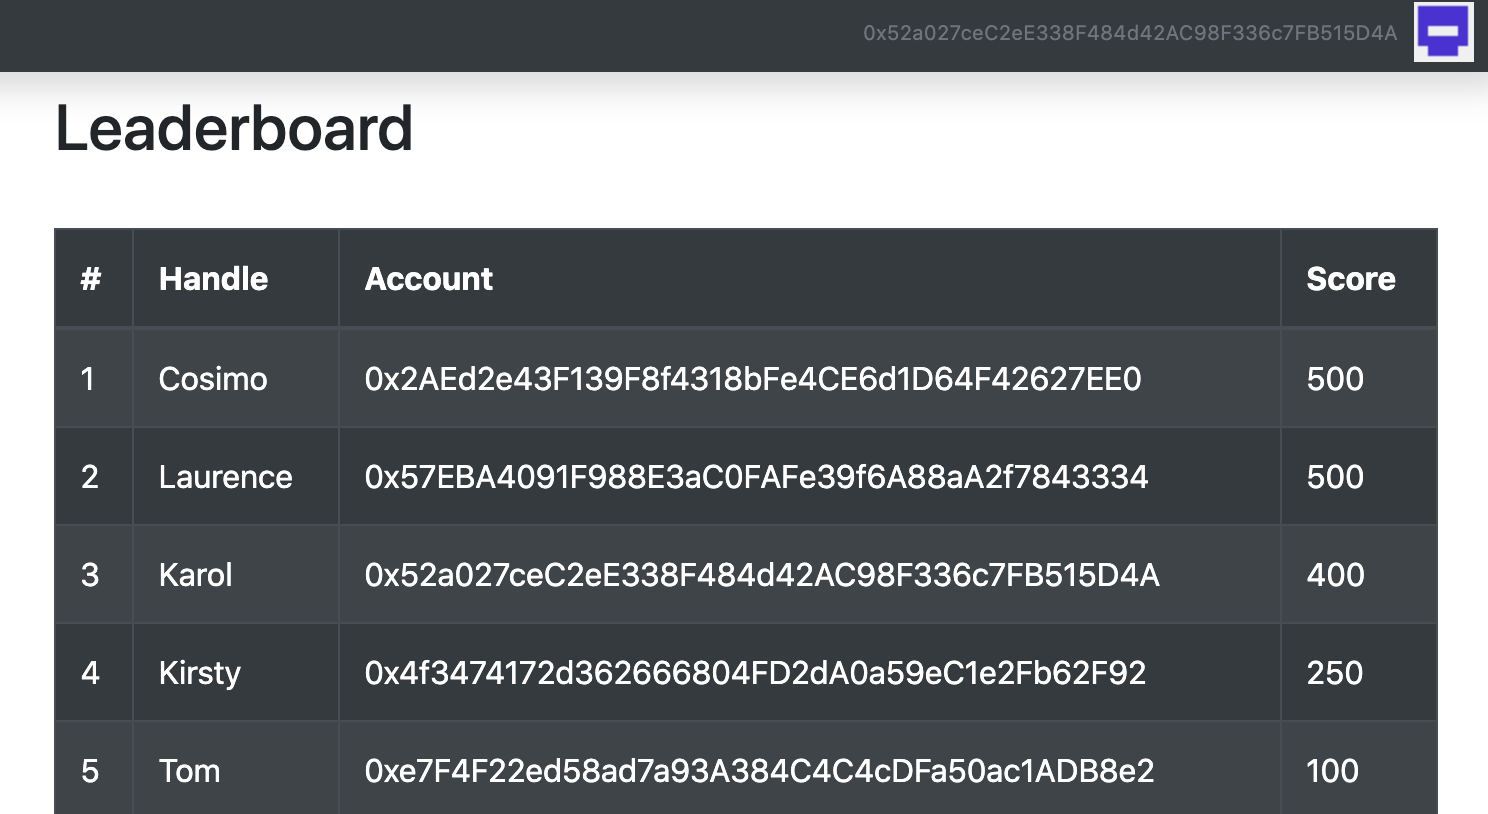 0x52a027ceC2eE338F484d42AC98F336c7FB515D4A
Leaderboard
# Handle Account Score
1 Cosimo 0x2AEd2e43F139F8f4318bFe4CE6d1D64F42627EE0 500
2 Laurence 0x57EBA4091F988E3aC0FAFe39f6A88aA2f7843334 500
3 Karol 0x52a027ceC2eE338F484d42AC98F336c7FB515D4A 400
4 Kirsty 0x4f3474172d362666804FD2dA0a59eC1e2Fb62F92 250
5 Tom 0xe7F4F22ed58ad7a93A384C4C4cDFa50ac1ADB8e2 100